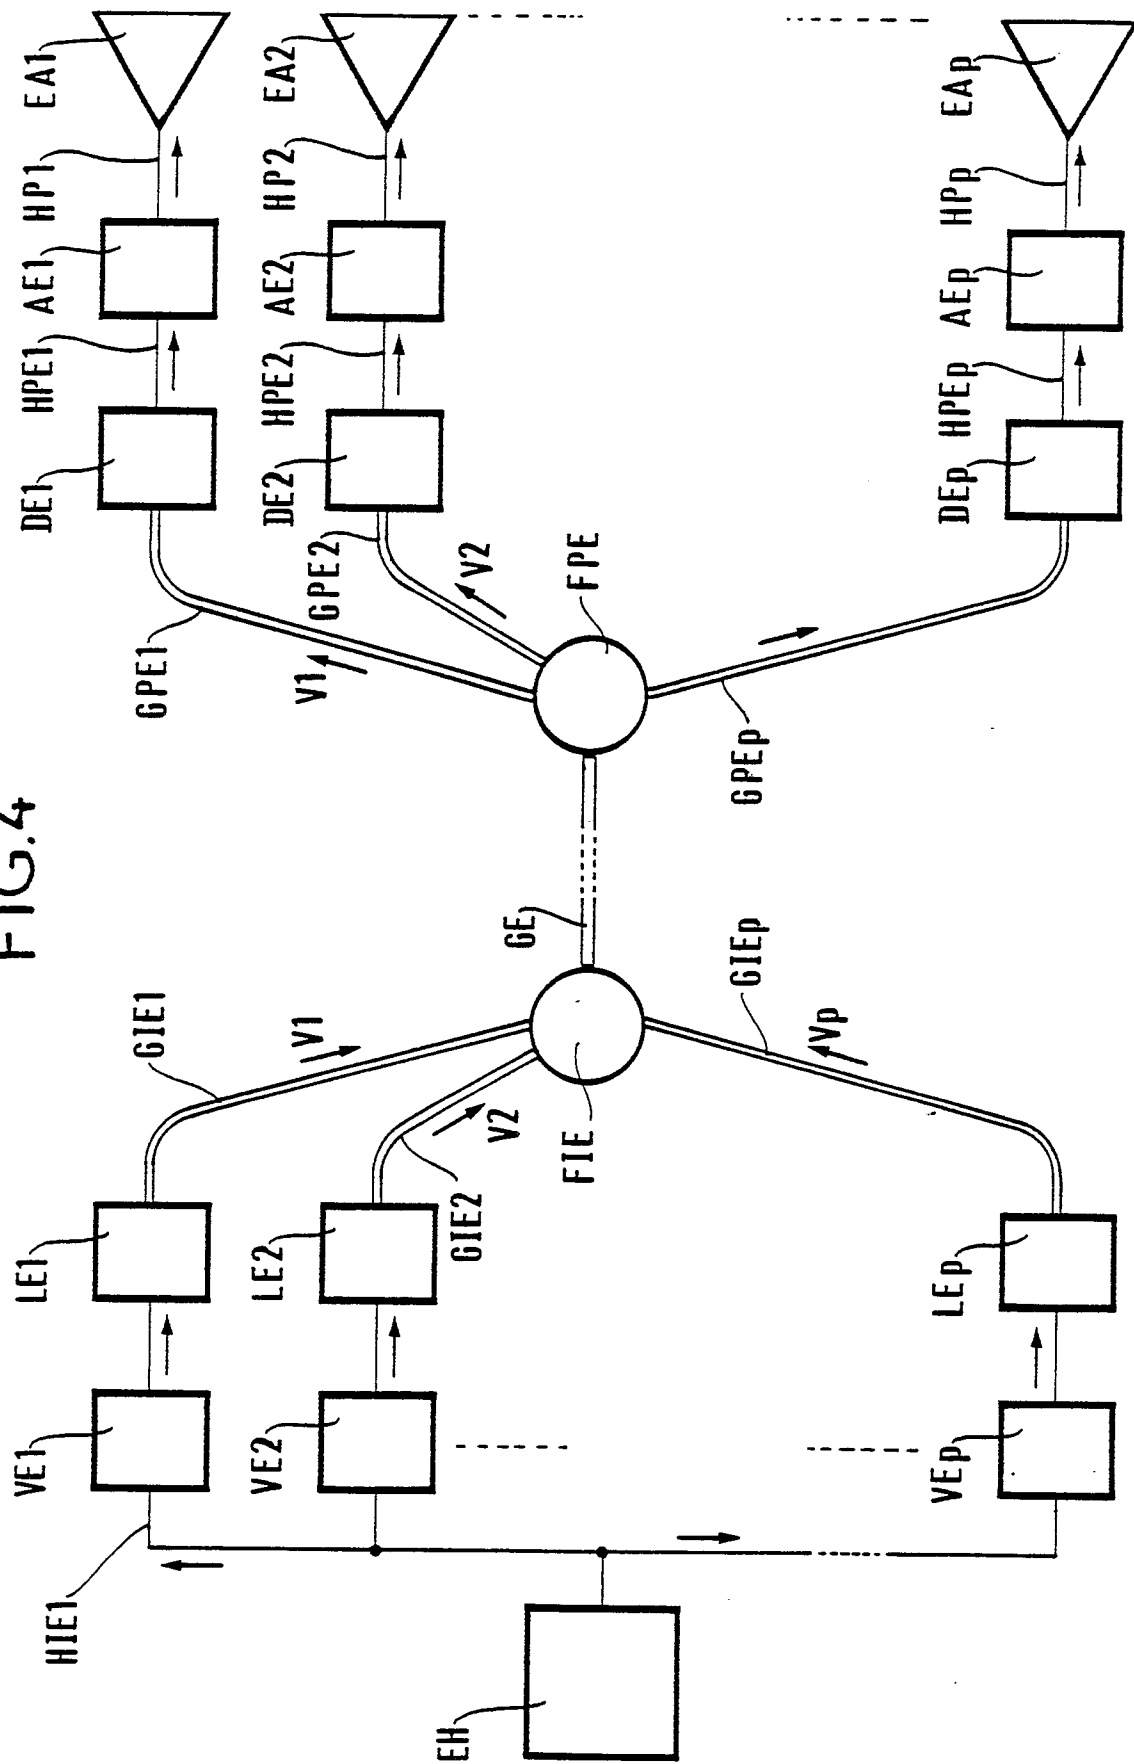 FIG.4
EA1
HP1
AE1
HPE1
DE1
GPE1
V1
EA2
HP2
AE2
HPE2
DE2
GPE2
V2
FPE
EAp
HPp
AEp
HPEp
DEp
GPEp
GE
GIE1
V1
LE1
VE1
HIE1
V2
GIE2
LE2
VE2
FIE
GIEp
Vp
LEp
VEp
EH